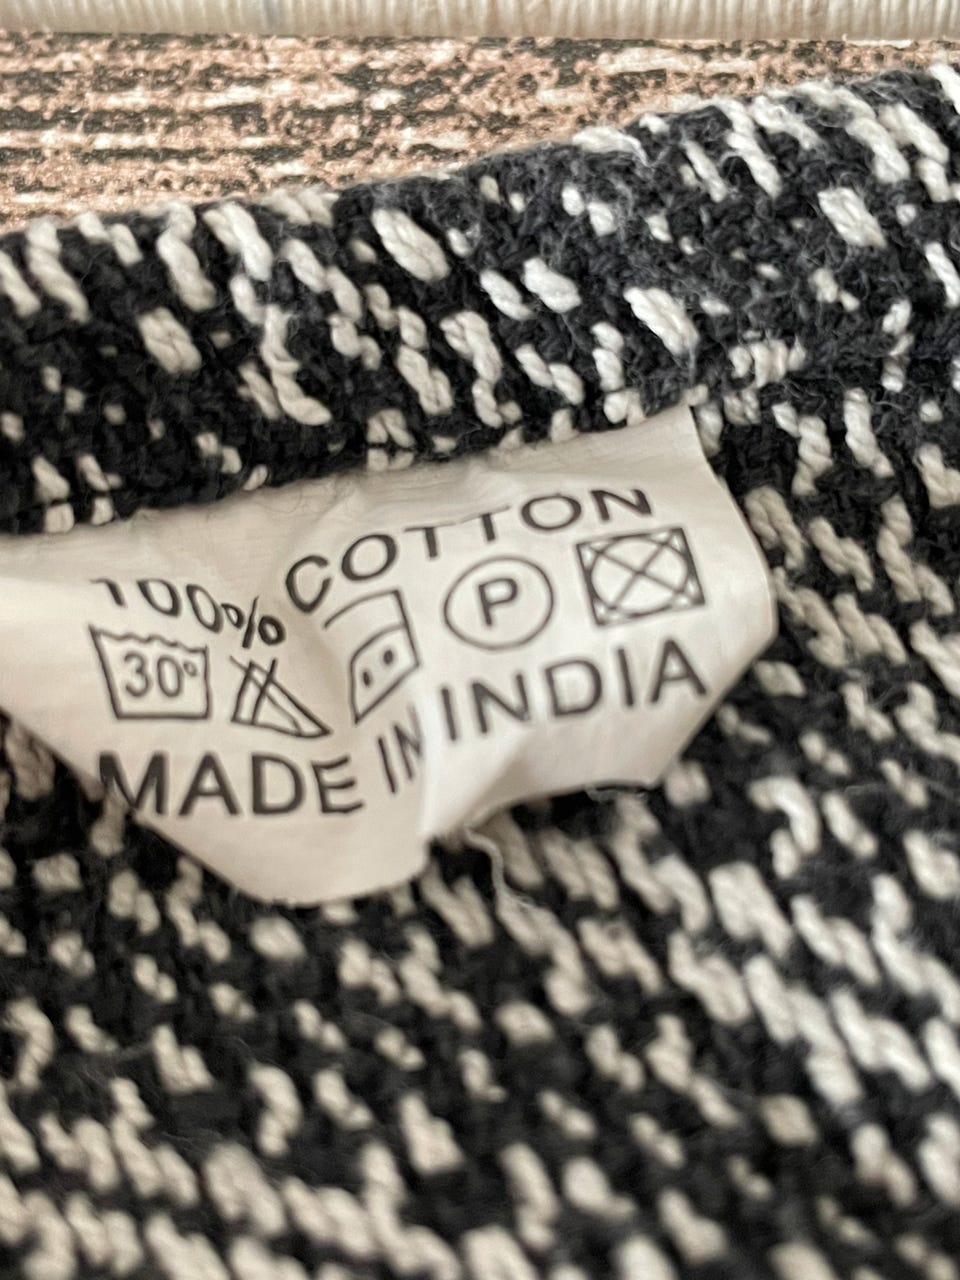 100% COTTON
30° P
MADE IN INDIA